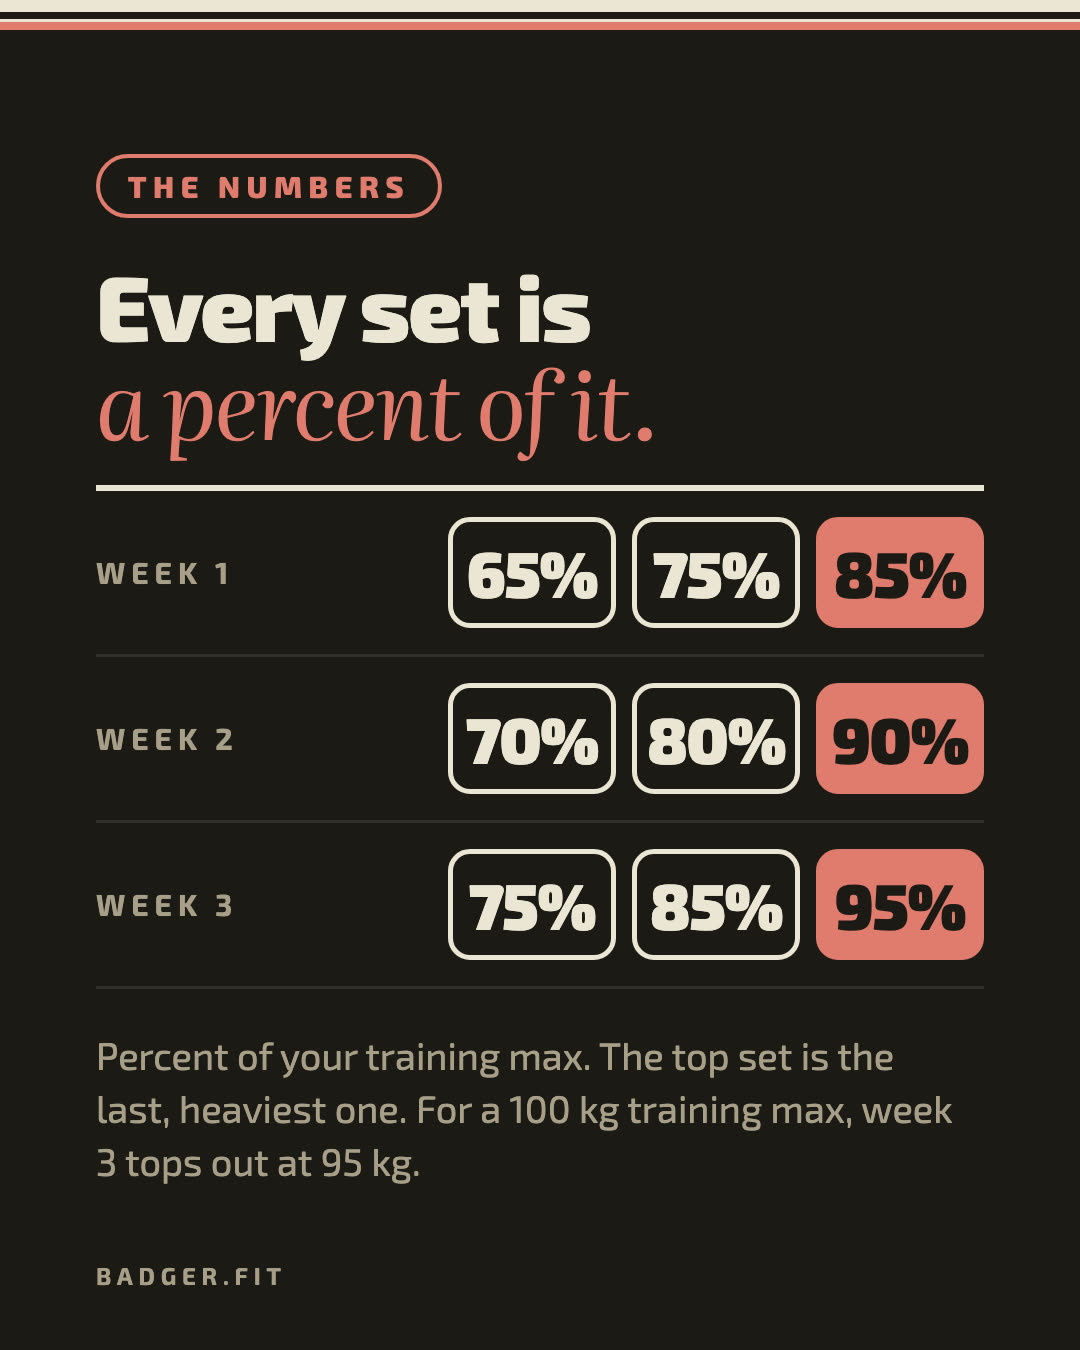 THE NUMBERS
Every set is
a percent of it.
WEEK 1 65% 75% 85%
WEEK 2 70% 80% 90%
WEEK 3 75% 85% 95%
Percent of your training max. The top set is the
last, heaviest one. For a 100 kg training max, week
3 tops out at 95 kg.
BADGER.FIT